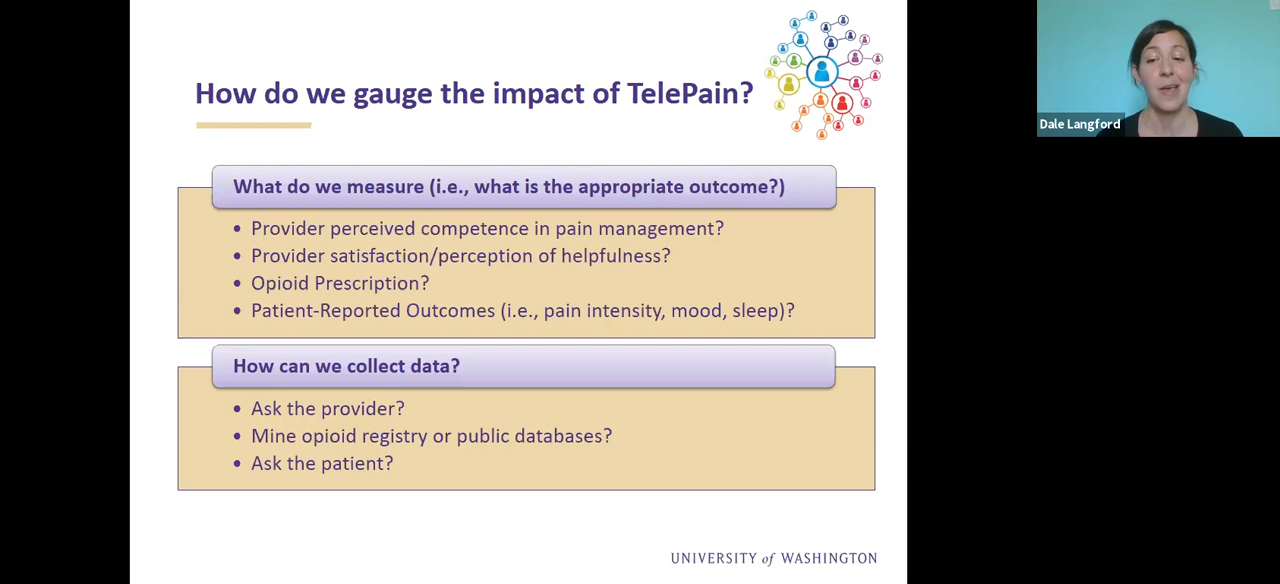 How do we gauge the impact of TelePain?
Dale Langford
What do we measure (i.e., what is the appropriate outcome?)
• Provider perceived competence in pain management?
• Provider satisfaction/perception of helpfulness?
• Opioid Prescription?
• Patient-Reported Outcomes (i.e., pain intensity, mood, sleep)?
How can we collect data?
• Ask the provider?
• Mine opioid registry or public databases?
• Ask the patient?
UNIVERSITY of WASHINGTON